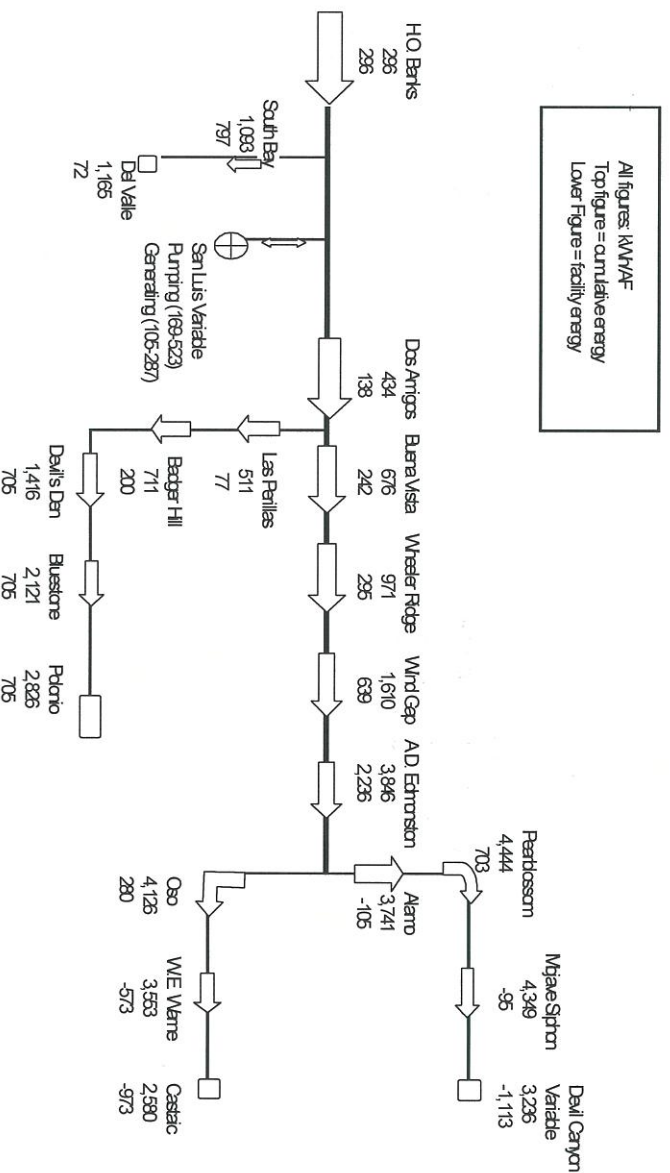 All figures: kWh/AF
Top figure = cumulative energy
Lower Figure = facility energy
H.O. Banks
296
296
South Bay
1,093
797
Del Valle
1,165
72
San Luis Variable
Pumping (169-523)
Generating (105-287)
Dos Amigos
434
138
Buena Vista
676
242
Wheeler Ridge
971
295
Wind Gap
1,610
639
A.D. Edmonston
3,846
2,236
Las Perillas
511
77
Badger Hill
711
200
Devil's Den
1,416
705
Bluestone
2,121
705
Polonio
2,826
705
Pearblossom
4,444
703
Alamo
3,741
-105
Mojave Siphon
4,349
-95
Devil Canyon
Variable
3,236
-1,113
Oso
4,126
280
W.E. Warne
3,553
-573
Castaic
2,580
-973